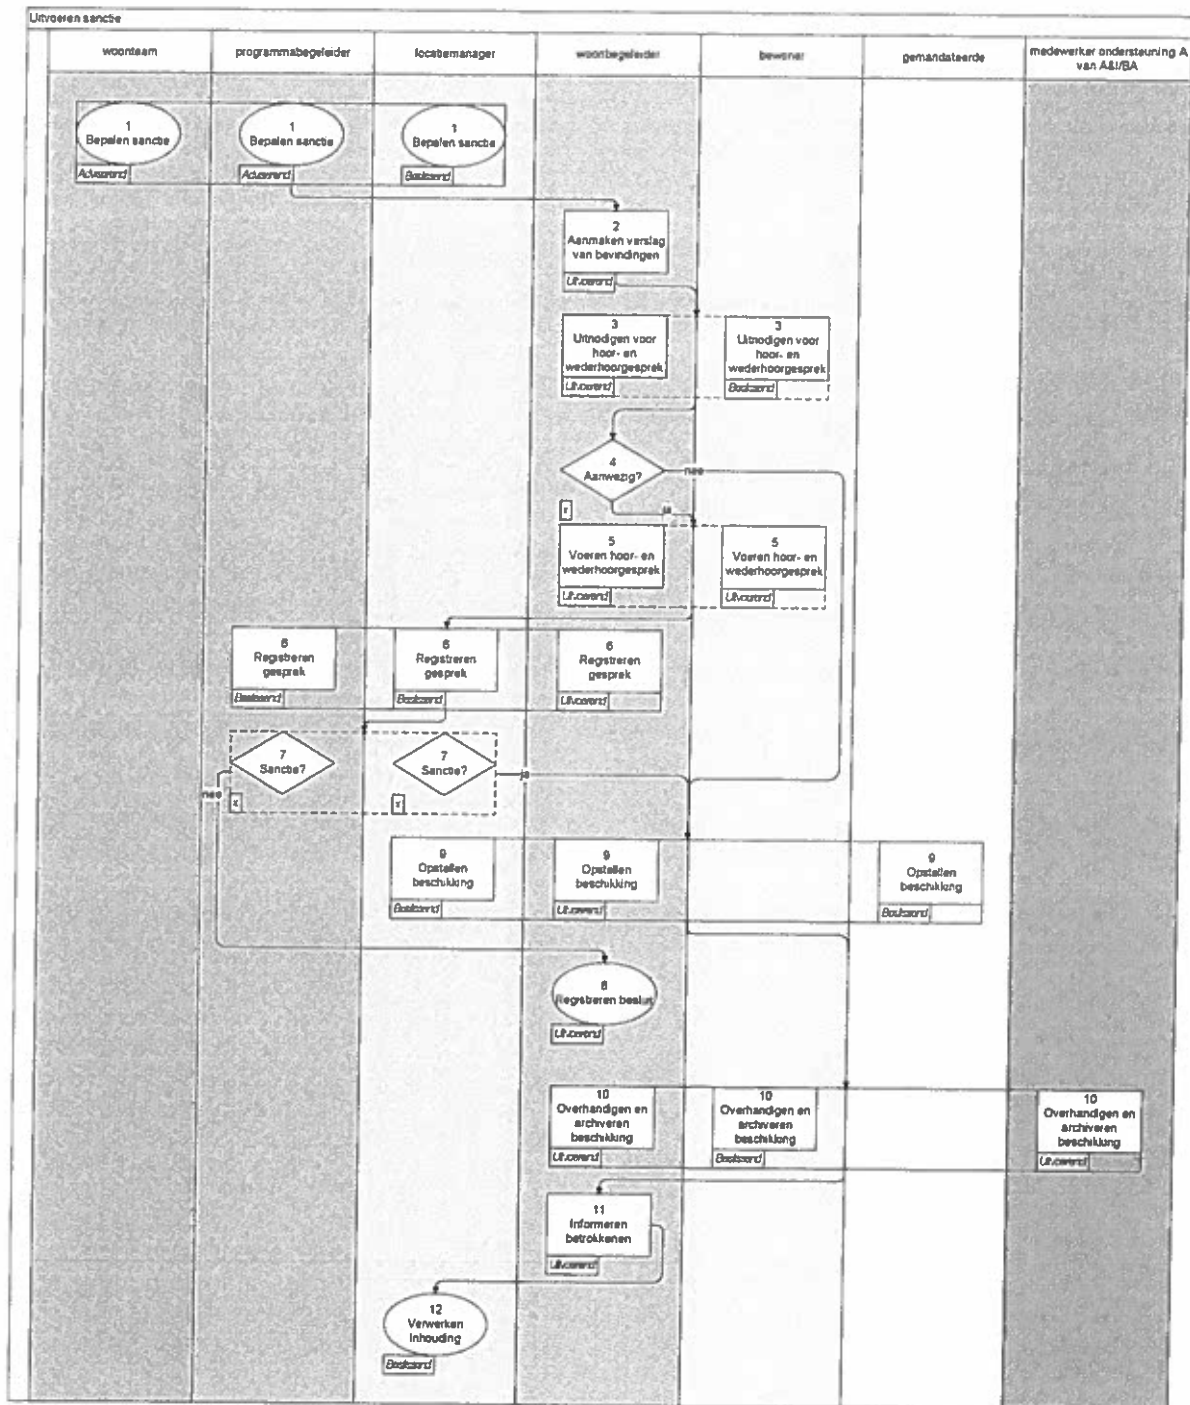 Uitvoeren sanctie
woonteam
programmabegeleider
locatiemanager
woonbegeleider
bewoner
gemandateerde
medewerker ondersteuning A
van A&I/BA
1
Bepalen sanctie
Adviserend
1
Bepalen sanctie
Adviserend
1
Bepalen sanctie
Beslissend
2
Aanmaken verslag
van bevindingen
Uitvoerend
3
Uitnodigen voor
hoor- en
wederhoorgesprek
Uitvoerend
3
Uitnodigen voor
hoor- en
wederhoorgesprek
Beslissend
4
Aanwezig?
nee
ja
5
Voeren hoor- en
wederhoorgesprek
Uitvoerend
5
Voeren hoor- en
wederhoorgesprek
Uitvoerend
6
Registreren
gesprek
Beslissend
6
Registreren
gesprek
Beslissend
6
Registreren
gesprek
Uitvoerend
7
Sanctie?
x
7
Sanctie?
nee
ja
9
Opstellen
beschikking
Beslissend
9
Opstellen
beschikking
Uitvoerend
9
Opstellen
beschikking
Beslissend
8
Registreren besluit
Uitvoerend
10
Overhandigen en
archiveren
beschikking
Uitvoerend
10
Overhandigen en
archiveren
beschikking
Beslissend
10
Overhandigen en
archiveren
beschikking
Uitvoerend
11
Informeren
betrokkenen
Uitvoerend
12
Verwerken
Inhouding
Beslissend